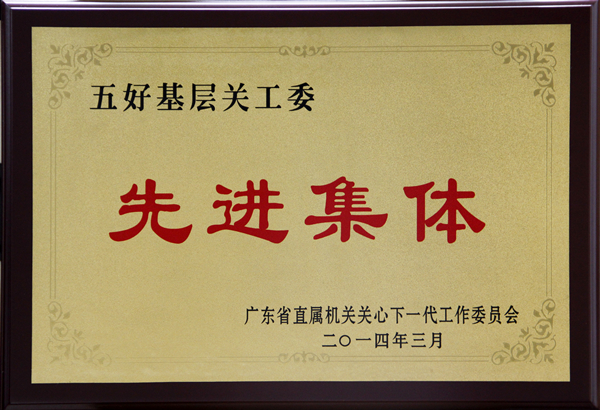 五好基层关工委
先进集体
广东省直属机关关心下一代工作委员会
二〇一四年三月